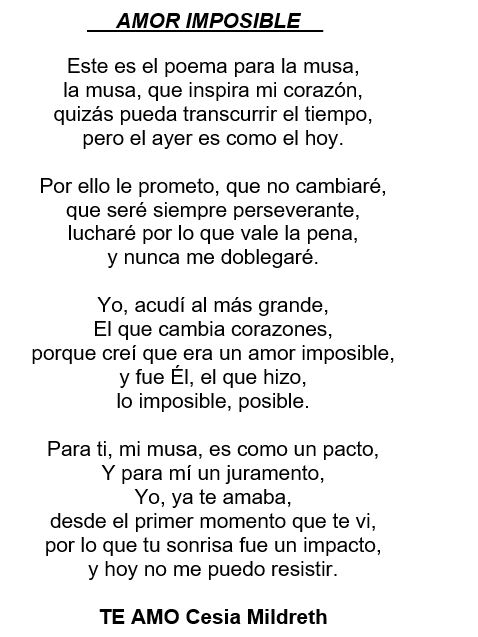 AMOR IMPOSIBLE
Este es el poema para la musa,
la musa, que inspira mi corazón,
quizás pueda transcurrir el tiempo,
pero el ayer es como el hoy.
Por ello le prometo, que no cambiaré,
que seré siempre perseverante,
lucharé por lo que vale la pena,
y nunca me doblegaré.
Yo, acudí al más grande,
El que cambia corazones,
porque creí que era un amor imposible,
y fue Él, el que hizo,
lo imposible, posible.
Para ti, mi musa, es como un pacto,
Y para mí un juramento,
Yo, ya te amaba,
desde el primer momento que te vi,
por lo que tu sonrisa fue un impacto,
y hoy no me puedo resistir.
TE AMO Cesia Mildreth